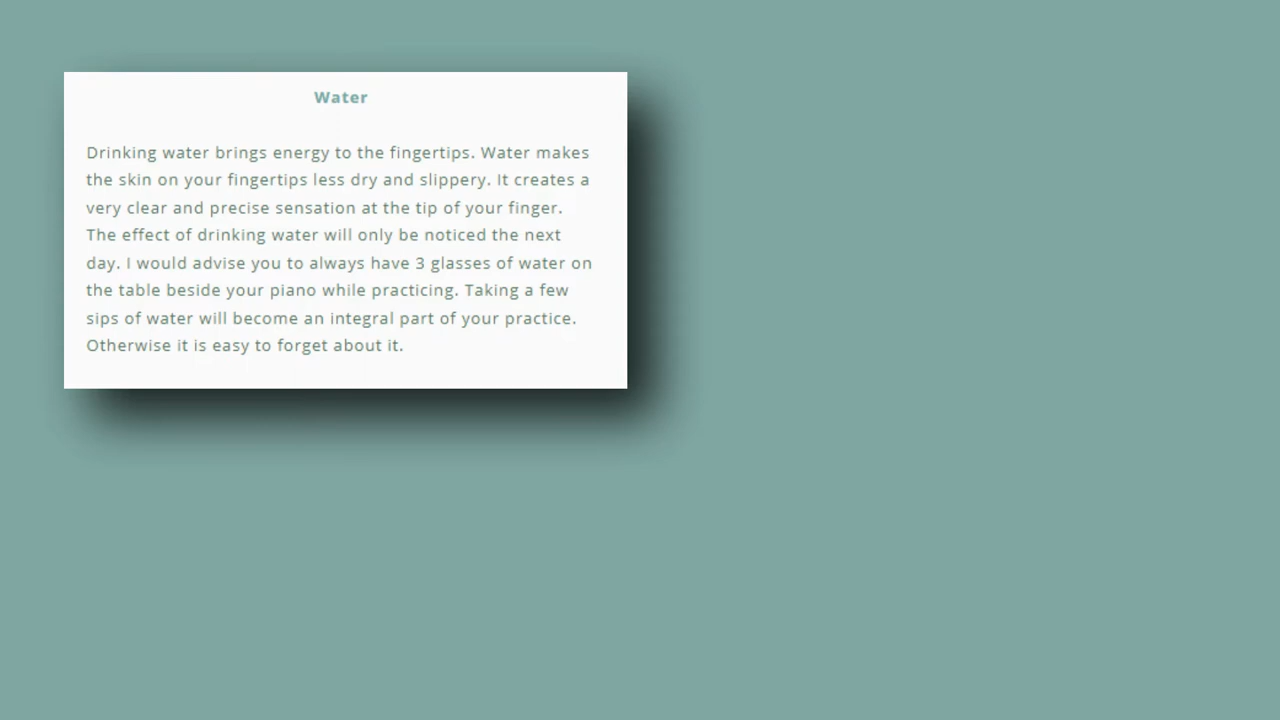 Water
Drinking water brings energy to the fingertips. Water makes
the skin on your fingertips less dry and slippery. It creates a
very clear and precise sensation at the tip of your finger.
The effect of drinking water will only be noticed the next
day. I would advise you to always have 3 glasses of water on
the table beside your piano while practicing. Taking a few
sips of water will become an integral part of your practice.
Otherwise it is easy to forget about it.